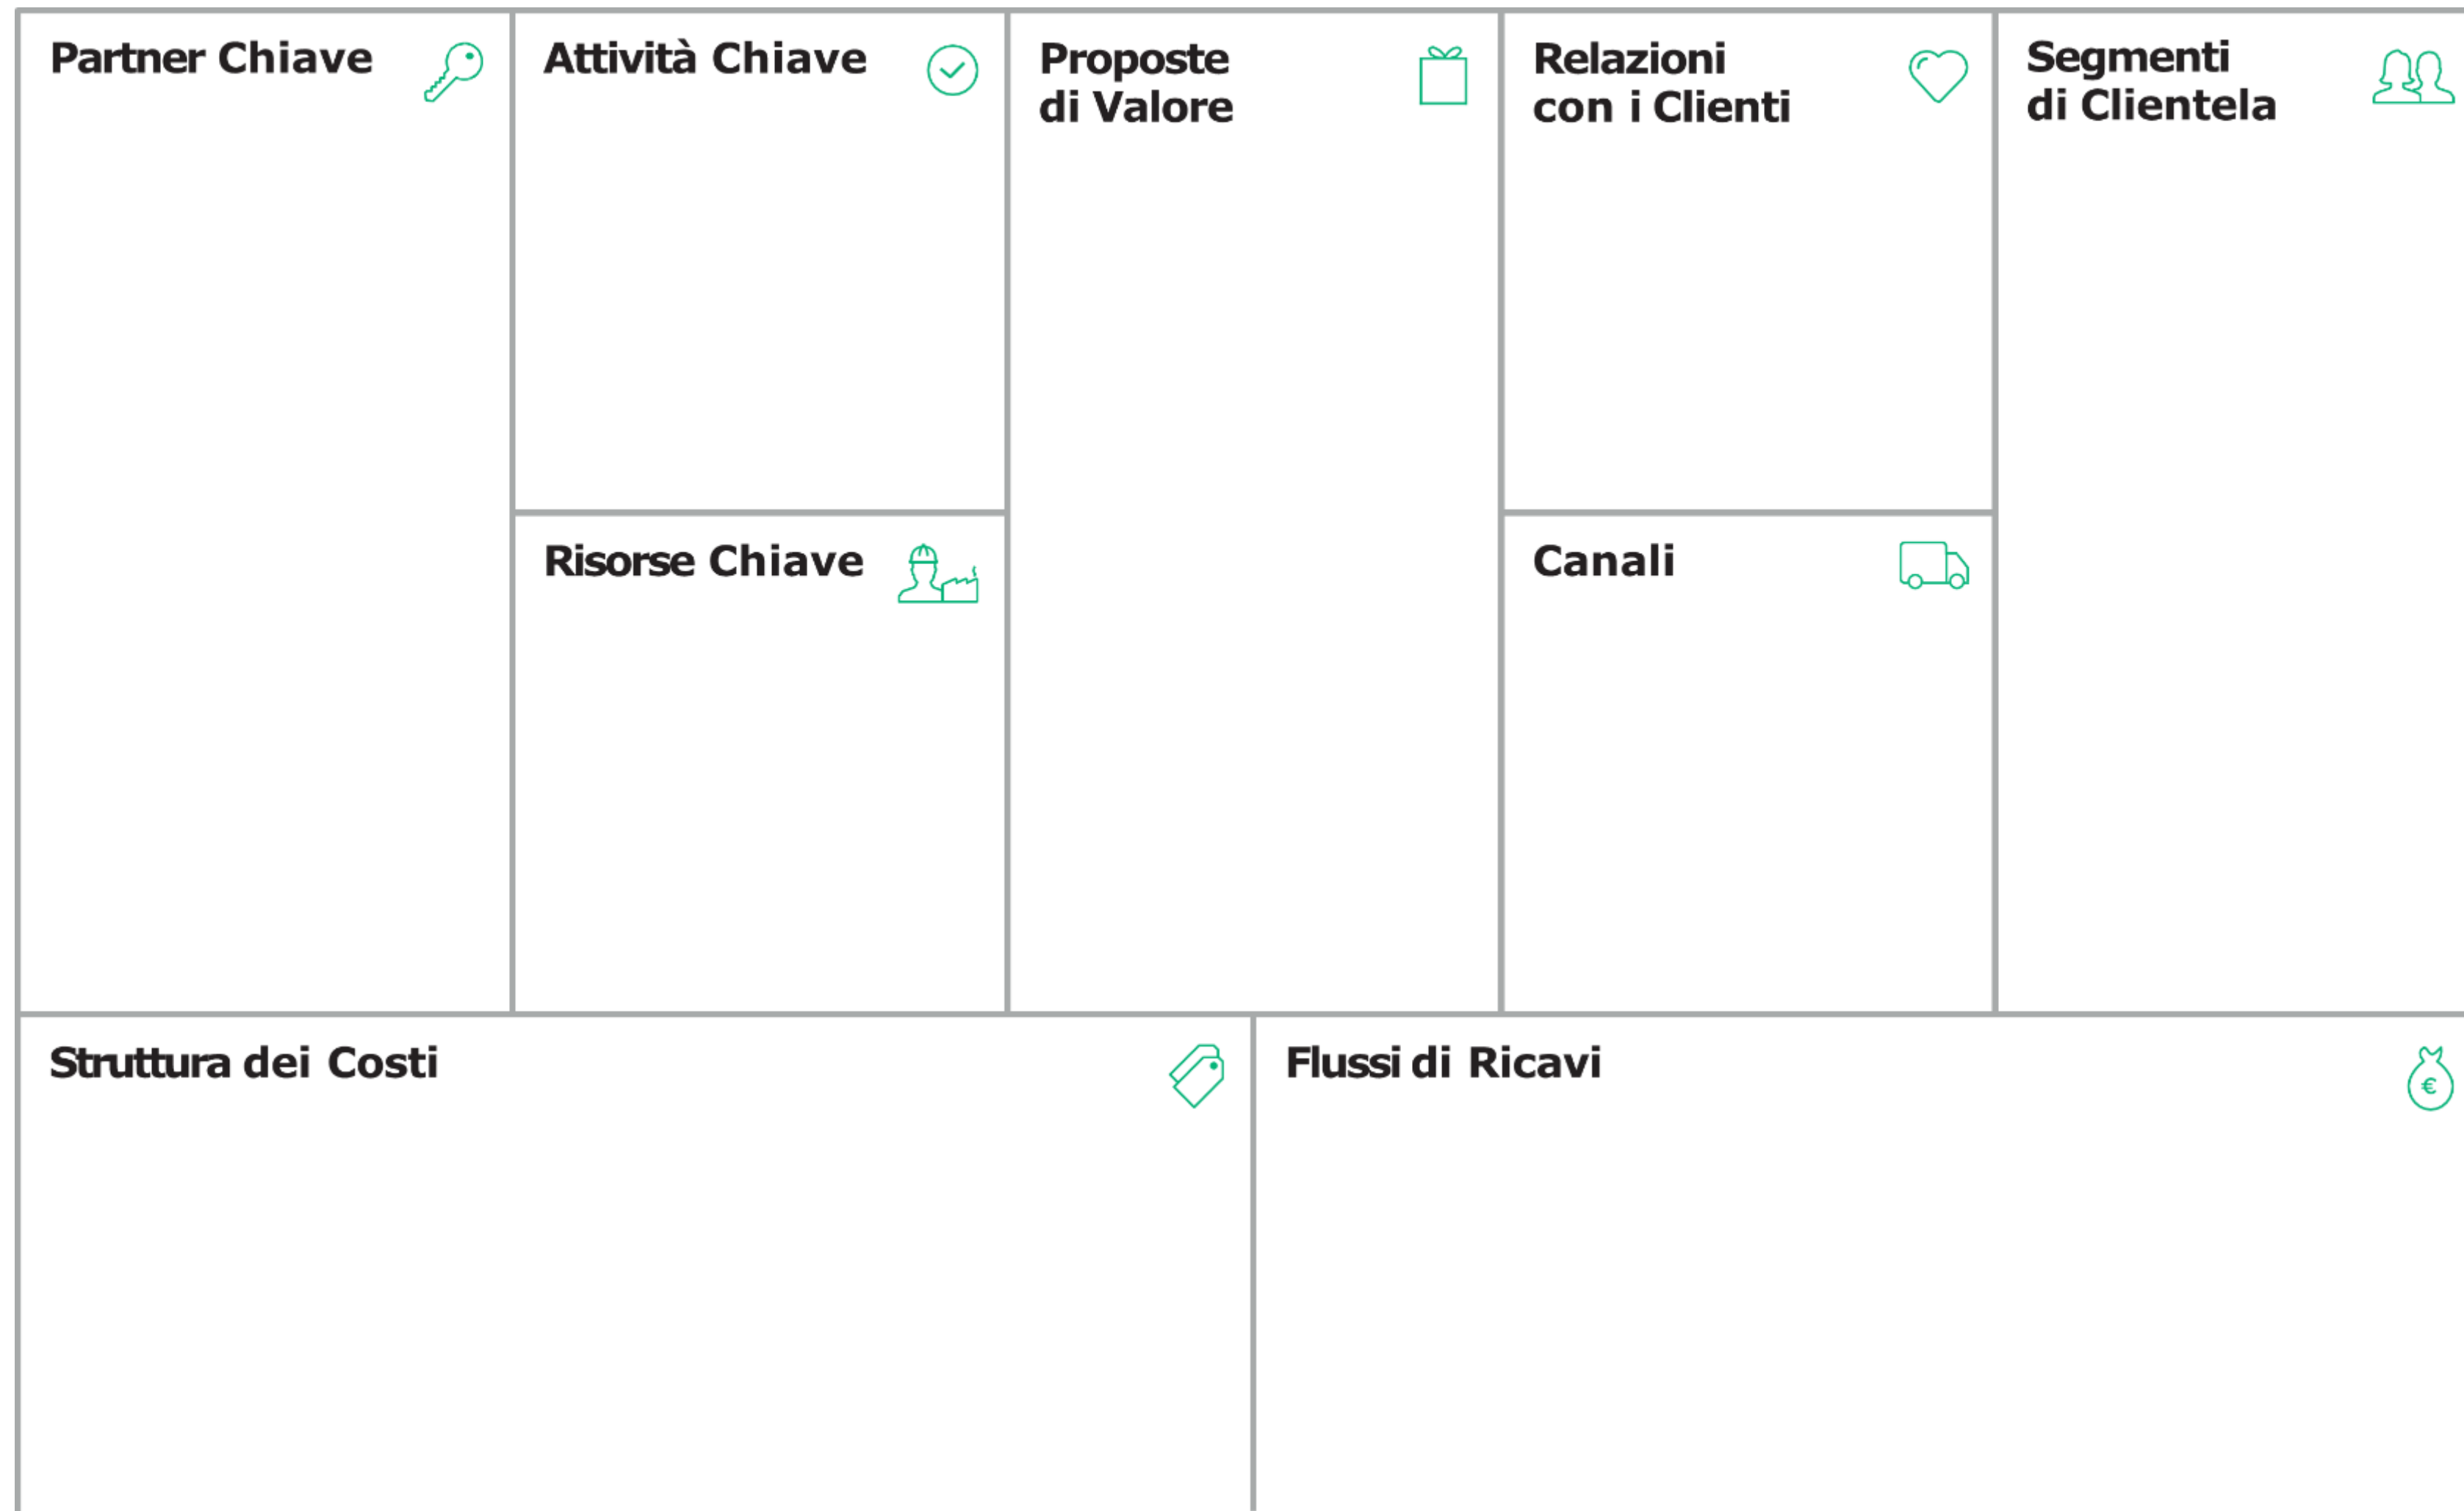 Partner Chiave
Attività Chiave
Proposte
di Valore
Relazioni
con i Clienti
Segmenti
di Clientela
Risorse Chiave
Canali
Struttura dei Costi
Flussi di Ricavi
€